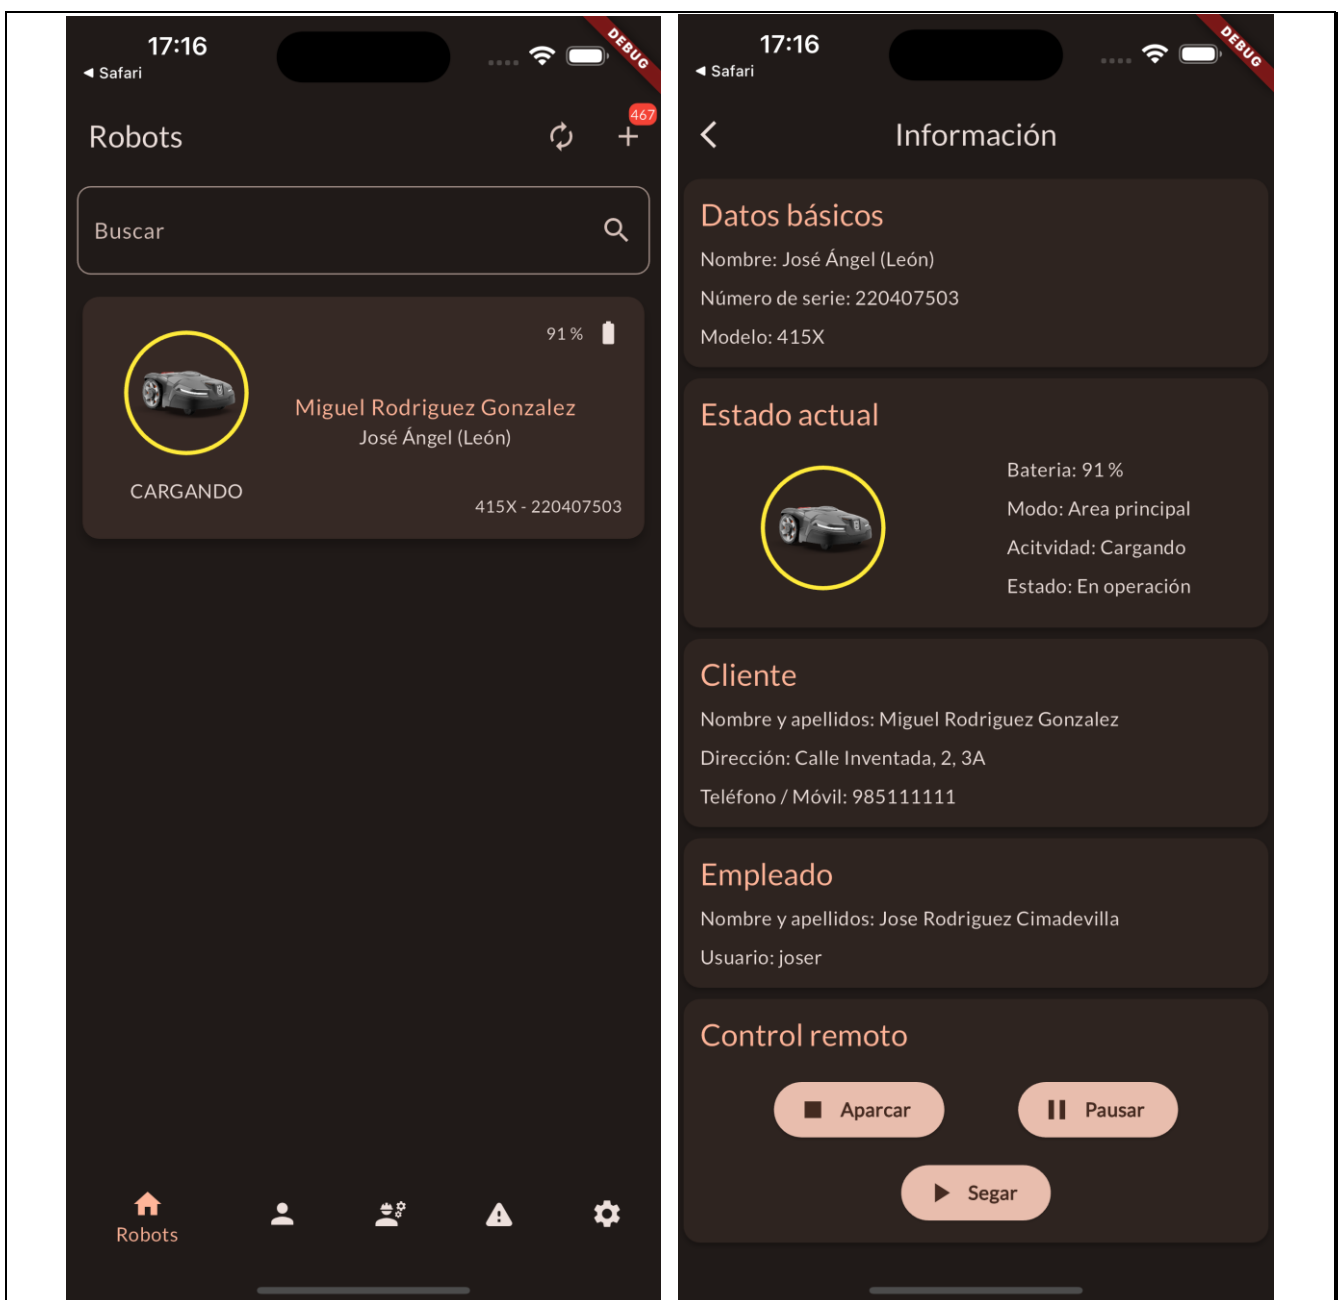 17:16
◀ Safari
DEBUG
Robots
467
Buscar
91 %
Miguel Rodriguez Gonzalez
José Ángel (León)
CARGANDO
415X - 220407503
Robots
17:16
◀ Safari
DEBUG
Información
Datos básicos
Nombre: José Ángel (León)
Número de serie: 220407503
Modelo: 415X
Estado actual
Bateria: 91 %
Modo: Area principal
Acitvidad: Cargando
Estado: En operación
Cliente
Nombre y apellidos: Miguel Rodriguez Gonzalez
Dirección: Calle Inventada, 2, 3A
Teléfono / Móvil: 985111111
Empleado
Nombre y apellidos: Jose Rodriguez Cimadevilla
Usuario: joser
Control remoto
Aparcar
Pausar
Segar